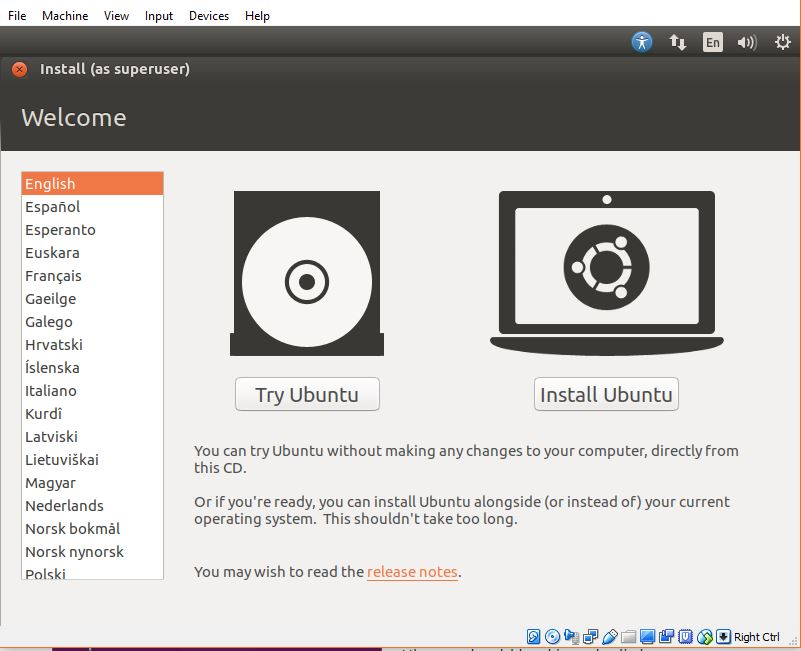 File Machine View Input Devices Help
En
Install (as superuser)
Welcome
English
Español
Esperanto
Euskara
Français
Gaeilge
Galego
Hrvatski
Íslenska
Italiano
Kurdî
Latviski
Lietuviškai
Magyar
Nederlands
Norsk bokmål
Norsk nynorsk
Polski
Try Ubuntu
Install Ubuntu
You can try Ubuntu without making any changes to your computer, directly from
this CD.
Or if you're ready, you can install Ubuntu alongside (or instead of) your current
operating system. This shouldn't take too long.
You may wish to read the release notes.
Right Ctrl